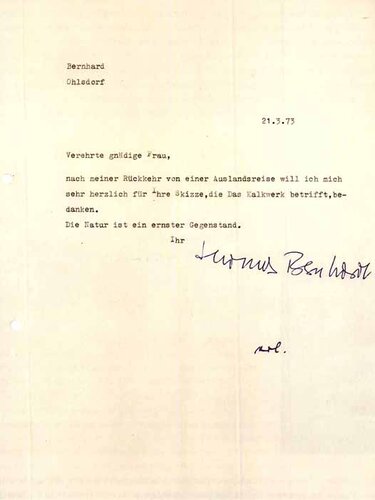 Bernhard
Ohlsdorf
21.3.73
Verehrte gnädige Frau,
nach meiner Rückkehr von einer Auslandsreise will ich mich
sehr herzlich für Ihre Skizze,die Das Kalkwerk betrifft,be-
danken.
Die Natur ist ein ernster Gegenstand.
Ihr
Thomas Bernhard